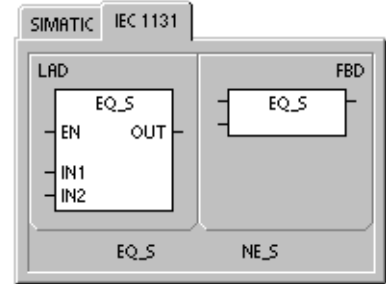 SIMATIC IEC 1131
LAD FBD
EQ_S EQ_S
EN OUT
IN1
IN2
EQ_S NE_S